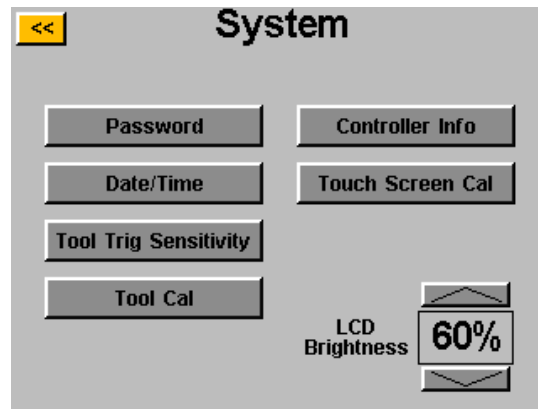 <<
System
Password
Controller Info
Date/Time
Touch Screen Cal
Tool Trig Sensitivity
Tool Cal
LCD
Brightness
60%